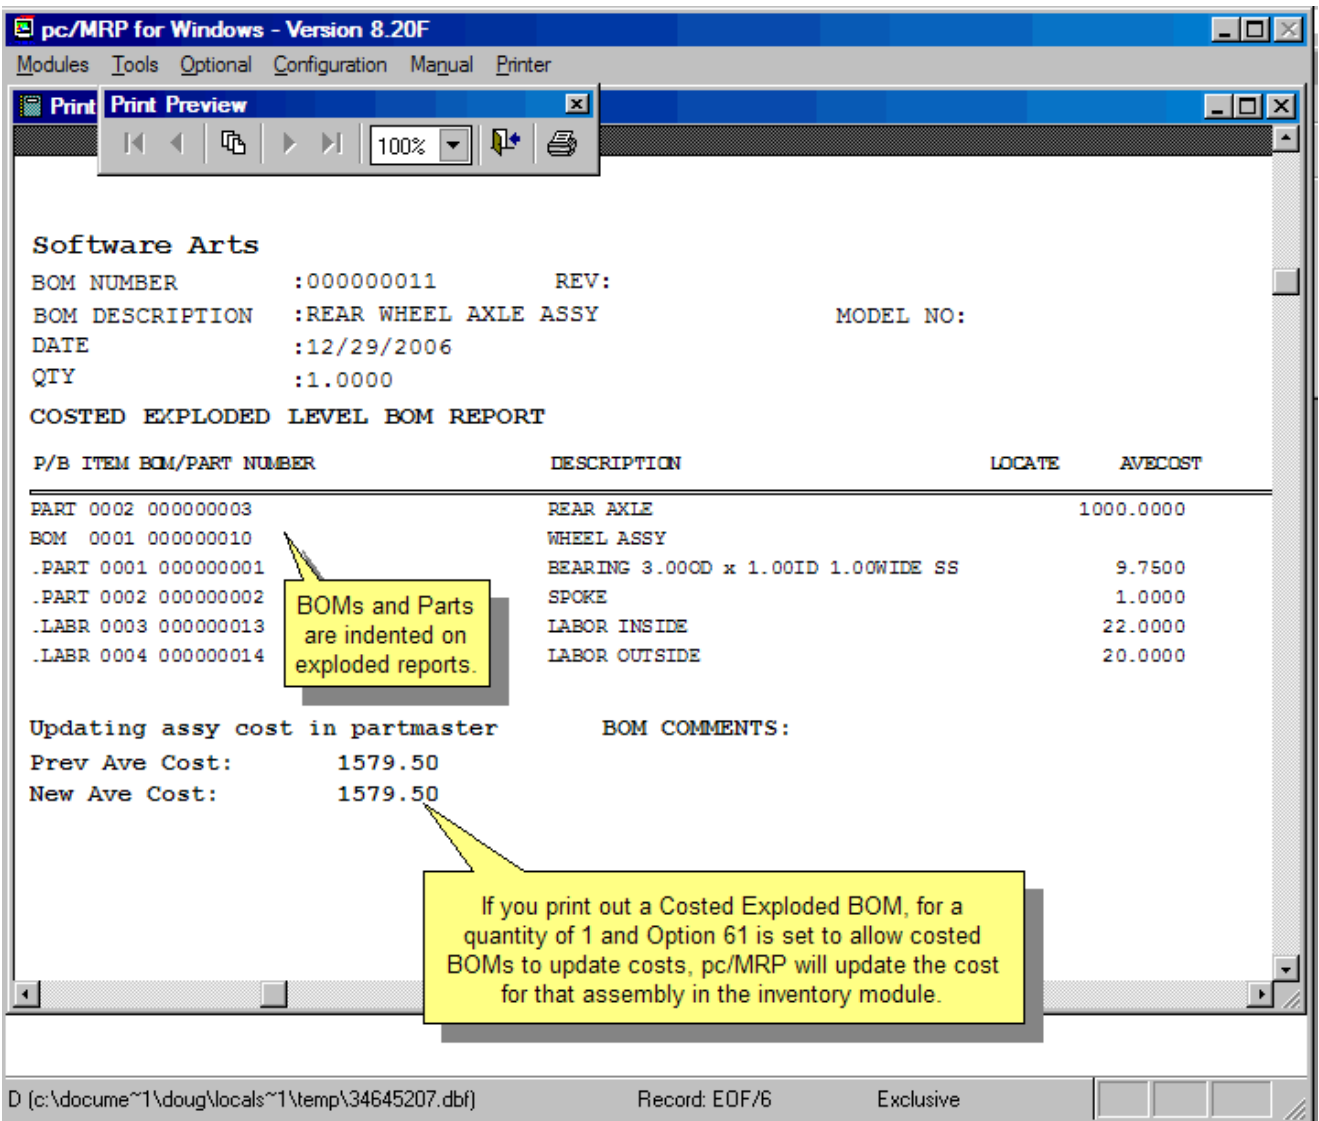 pc/MRP for Windows - Version 8.20F
Modules Tools Optional Configuration Manual Printer
Print Print Preview
100%
Software Arts
BOM NUMBER :000000011 REV:
BOM DESCRIPTION :REAR WHEEL AXLE ASSY MODEL NO:
DATE :12/29/2006
QTY :1.0000
COSTED EXPLODED LEVEL BOM REPORT
P/B ITEM BOM/PART NUMBER DESCRIPTION LOCATE AVECOST
PART 0002 000000003 REAR AXLE 1000.0000
BOM 0001 000000010 WHEEL ASSY
.PART 0001 000000001 BEARING 3.00OD x 1.00ID 1.00WIDE SS 9.7500
.PART 0002 000000002 SPOKE 1.0000
.LABR 0003 000000013 LABOR INSIDE 22.0000
.LABR 0004 000000014 LABOR OUTSIDE 20.0000
BOMs and Parts
are indented on
exploded reports.
Updating assy cost in partmaster BOM COMMENTS:
Prev Ave Cost: 1579.50
New Ave Cost: 1579.50
If you print out a Costed Exploded BOM, for a
quantity of 1 and Option 61 is set to allow costed
BOMs to update costs, pc/MRP will update the cost
for that assembly in the inventory module.
D (c:\docume~1\doug\locals~1\temp\34645207.dbf) Record: EOF/6 Exclusive